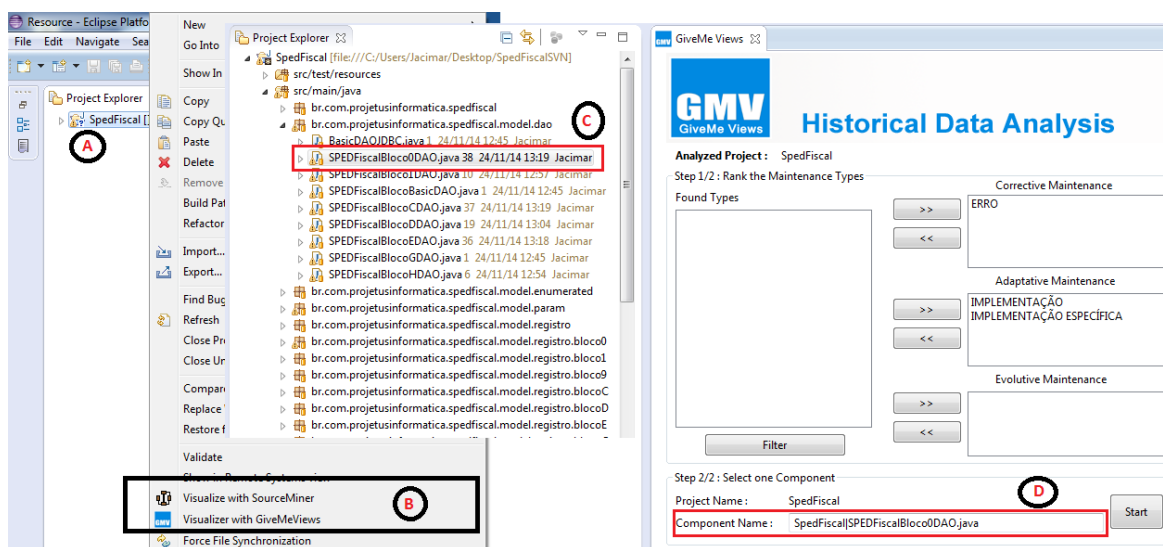 Resource - Eclipse Platfo
File Edit Navigate Sea
Project Explorer
SpedFiscal [
A
New
Go Into
Show In
Copy
Copy Qu
Paste
Delete
Remove
Build Pat
Refactor
Import...
Export...
Find Bug
Refresh
Close Pro
Close Un
Compar
Replace
Restore f
Validate
Show in Remote Systems view
Visualize with SourceMiner
Visualizer with GiveMeViews
B
Force File Synchronization
Project Explorer
SpedFiscal [file:///C:/Users/Jacimar/Desktop/SpedFiscalSVN]
src/test/resources
src/main/java
br.com.projetusinformatica.spedfiscal
br.com.projetusinformatica.spedfiscal.model.dao
C
BasicDAOJDBC.java 1 24/11/14 12:45 Jacimar
SPEDFiscalBloco0DAO.java 38 24/11/14 13:19 Jacimar
SPEDFiscalBloco1DAO.java 10 24/11/14 12:57 Jacimar
SPEDFiscalBlocoBasicDAO.java 1 24/11/14 12:45 Jacimar
SPEDFiscalBlocoCDAO.java 37 24/11/14 13:19 Jacimar
SPEDFiscalBlocoDDAO.java 19 24/11/14 13:04 Jacimar
SPEDFiscalBlocoEDAO.java 36 24/11/14 13:18 Jacimar
SPEDFiscalBlocoGDAO.java 1 24/11/14 12:45 Jacimar
SPEDFiscalBlocoHDAO.java 6 24/11/14 12:54 Jacimar
br.com.projetusinformatica.spedfiscal.model.enumerated
br.com.projetusinformatica.spedfiscal.model.param
br.com.projetusinformatica.spedfiscal.model.registro
br.com.projetusinformatica.spedfiscal.model.registro.bloco0
br.com.projetusinformatica.spedfiscal.model.registro.bloco1
br.com.projetusinformatica.spedfiscal.model.registro.bloco9
br.com.projetusinformatica.spedfiscal.model.registro.blocoC
br.com.projetusinformatica.spedfiscal.model.registro.blocoD
br.com.projetusinformatica.spedfiscal.model.registro.blocoE
GMV GiveMe Views
GMV
GiveMe Views
Historical Data Analysis
Analyzed Project : SpedFiscal
Step 1/2 : Rank the Maintenance Types
Found Types
Filter
Corrective Maintenance
>>
<<
ERRO
Adaptative Maintenance
>>
<<
IMPLEMENTAÇÃO
IMPLEMENTAÇÃO ESPECÍFICA
Evolutive Maintenance
>>
<<
Step 2/2 : Select one Component
Project Name : SpedFiscal
D
Component Name : SpedFiscal|SPEDFiscalBloco0DAO.java
Start